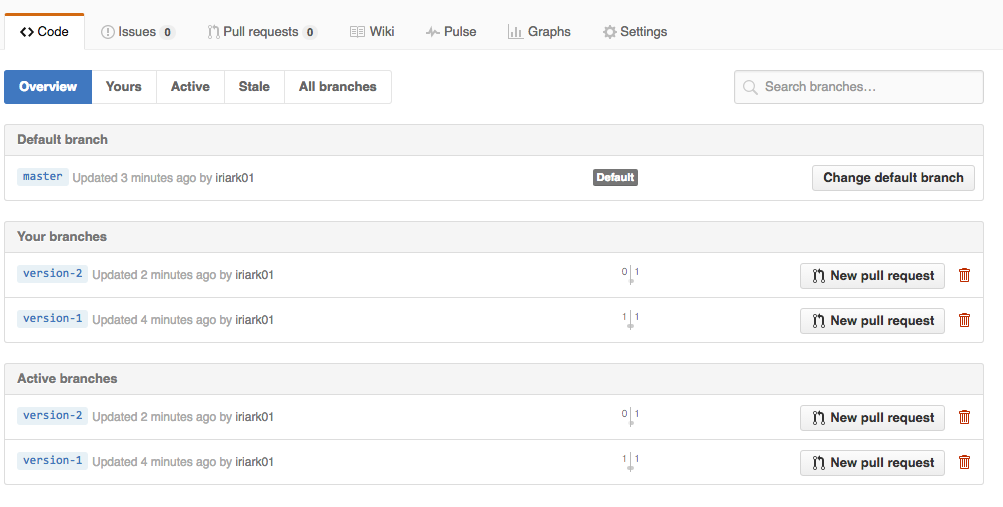 Code Issues 0 Pull requests 0 Wiki Pulse Graphs Settings
Overview Yours Active Stale All branches Search branches...
Default branch
master Updated 3 minutes ago by iriark01 Default Change default branch
Your branches
version-2 Updated 2 minutes ago by iriark01 0 1 New pull request
version-1 Updated 4 minutes ago by iriark01 1 1 New pull request
Active branches
version-2 Updated 2 minutes ago by iriark01 0 1 New pull request
version-1 Updated 4 minutes ago by iriark01 1 1 New pull request